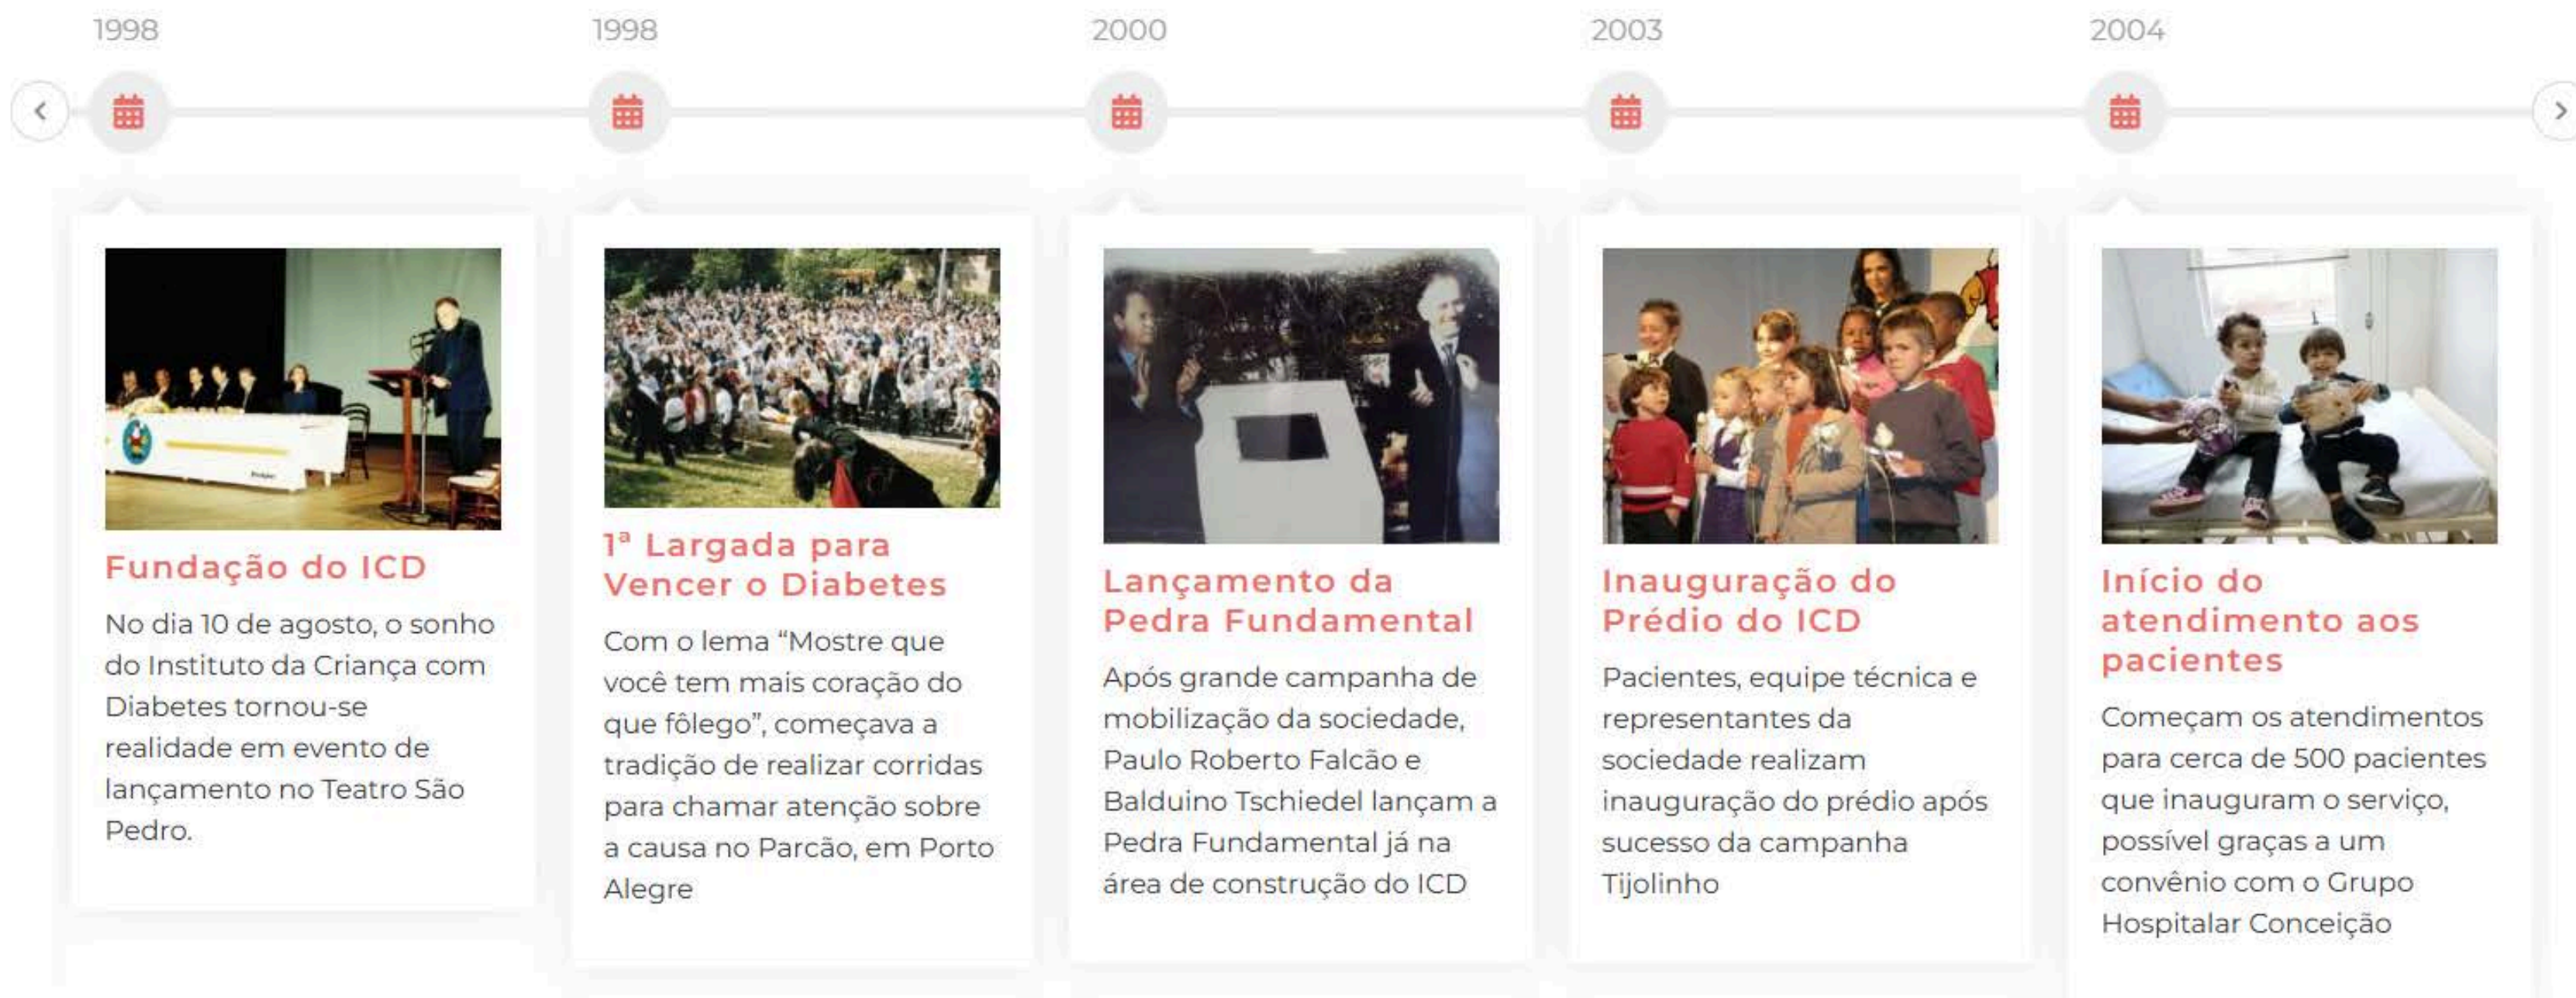 1998
1998
2000
2003
2004
Fundação do ICD
No dia 10 de agosto, o sonho
do Instituto da Criança com
Diabetes tornou-se
realidade em evento de
lançamento no Teatro São
Pedro.
1ª Largada para
Vencer o Diabetes
Com o lema “Mostre que
você tem mais coração do
que fôlego”, começava a
tradição de realizar corridas
para chamar atenção sobre
a causa no Parcão, em Porto
Alegre
Lançamento da
Pedra Fundamental
Após grande campanha de
mobilização da sociedade,
Paulo Roberto Falcão e
Balduino Tschiedel lançam a
Pedra Fundamental já na
área de construção do ICD
Inauguração do
Prédio do ICD
Pacientes, equipe técnica e
representantes da
sociedade realizam
inauguração do prédio após
sucesso da campanha
Tijolinho
Início do
atendimento aos
pacientes
Começam os atendimentos
para cerca de 500 pacientes
que inauguram o serviço,
possível graças a um
convênio com o Grupo
Hospitalar Conceição